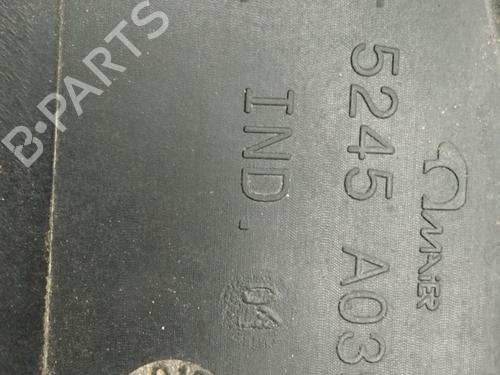 B-PARTS
MAiER
5245 A03
IND.